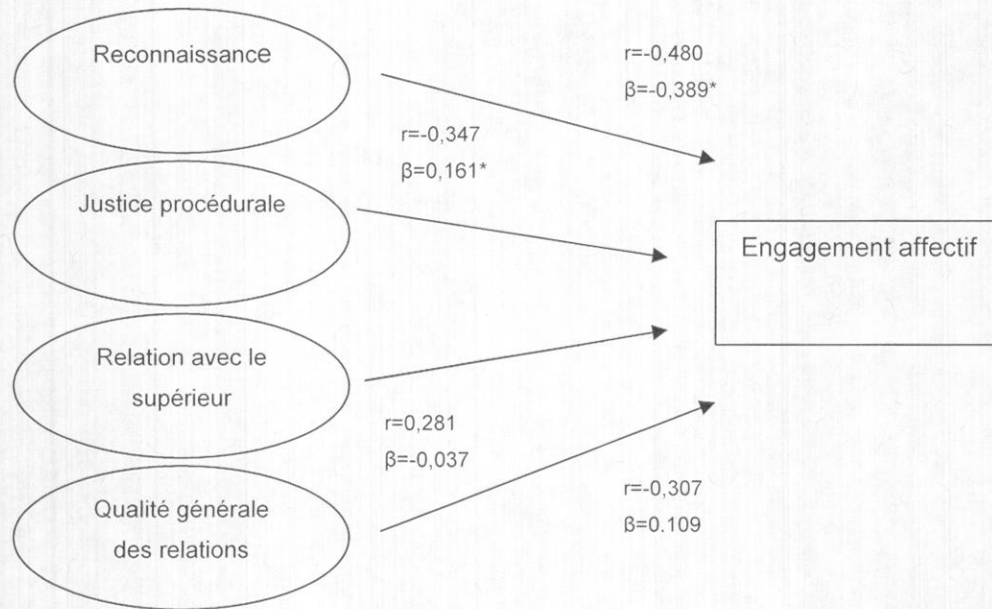 Reconnaissance
r=-0,480
β=-0,389*
r=-0,347
β=0,161*
Justice procédurale
Engagement affectif
Relation avec le
supérieur
r=0,281
β=-0,037
Qualité générale
des relations
r=-0,307
β=0.109